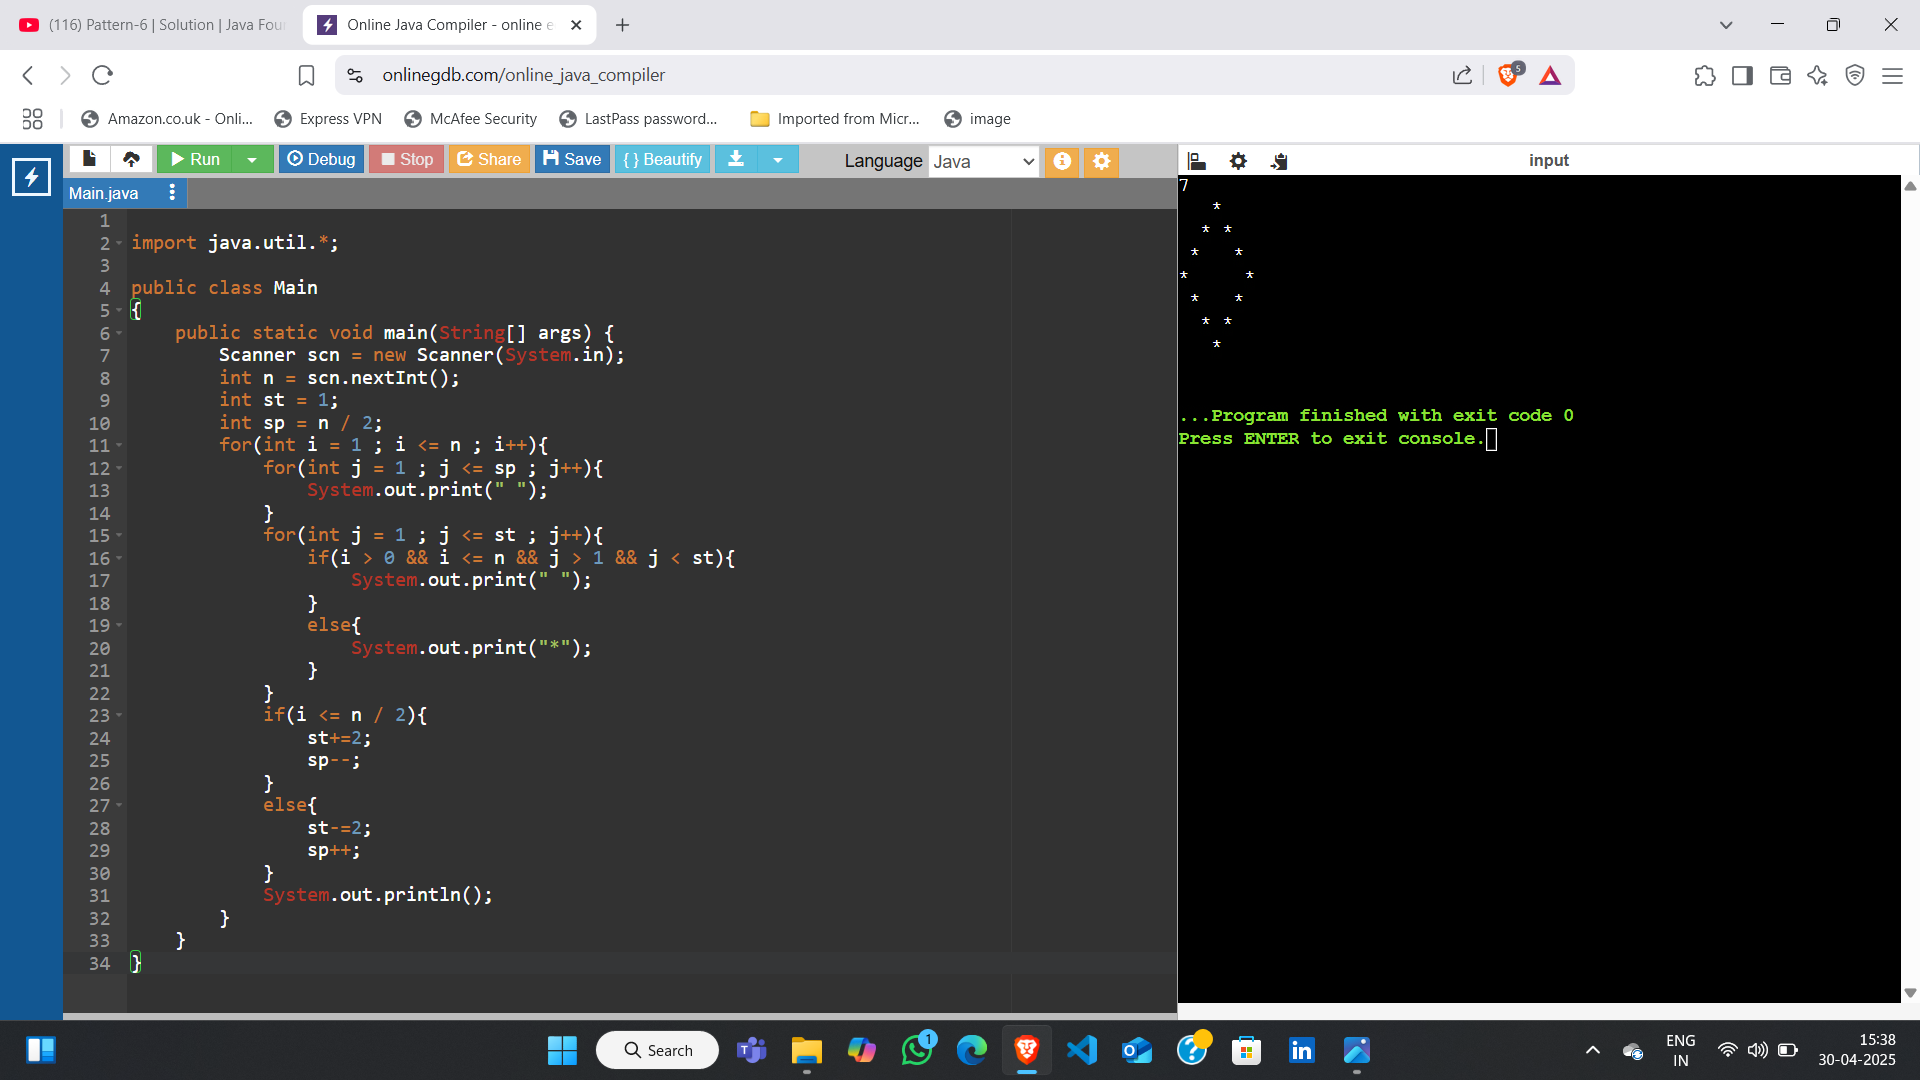 (116) Pattern-6 | Solution | Java Four
Online Java Compiler - online e
onlinegdb.com/online_java_compiler
5
Amazon.co.uk - Onli...
Express VPN
McAfee Security
LastPass password...
Imported from Micr...
image
Run
Debug
Stop
Share
Save
{ } Beautify
Language
Java
input
Main.java
1
2 import java.util.*;
3
4 public class Main
5 {
6     public static void main(String[] args) {
7         Scanner scn = new Scanner(System.in);
8         int n = scn.nextInt();
9         int st = 1;
10         int sp = n / 2;
11         for(int i = 1 ; i <= n ; i++){
12             for(int j = 1 ; j <= sp ; j++){
13                 System.out.print(" ");
14             }
15             for(int j = 1 ; j <= st ; j++){
16                 if(i > 0 && i <= n && j > 1 && j < st){
17                     System.out.print(" ");
18                 }
19                 else{
20                     System.out.print("*");
21                 }
22             }
23             if(i <= n / 2){
24                 st+=2;
25                 sp--;
26             }
27             else{
28                 st-=2;
29                 sp++;
30             }
31             System.out.println();
32         }
33     }
34 }
7
   *
  * *
 *   *
*     *
 *   *
  * *
   *
...Program finished with exit code 0
Press ENTER to exit console.
Search
1
ENG
IN
15:38
30-04-2025